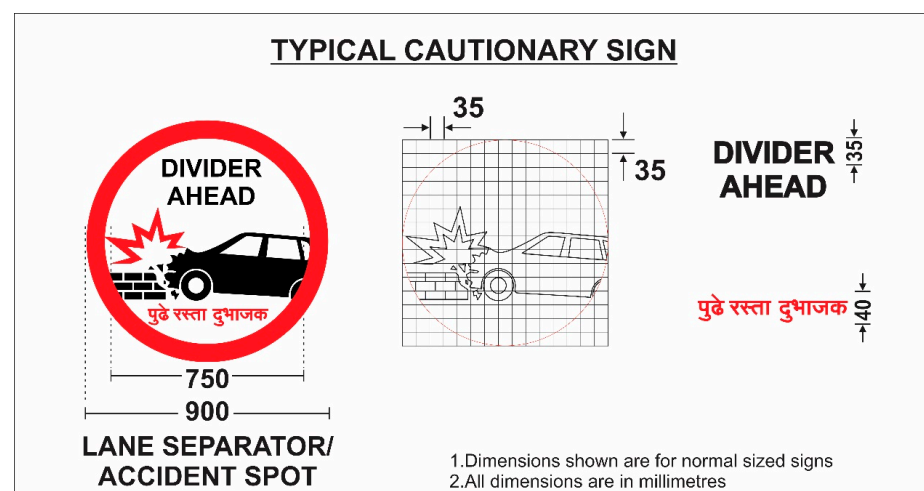 TYPICAL CAUTIONARY SIGN
DIVIDER
AHEAD
पुढे रस्ता दुभाजक
750
900
LANE SEPARATOR/
ACCIDENT SPOT
35
35
DIVIDER
AHEAD
35
पुढे रस्ता दुभाजक
40
1.Dimensions shown are for normal sized signs
2.All dimensions are in millimetres